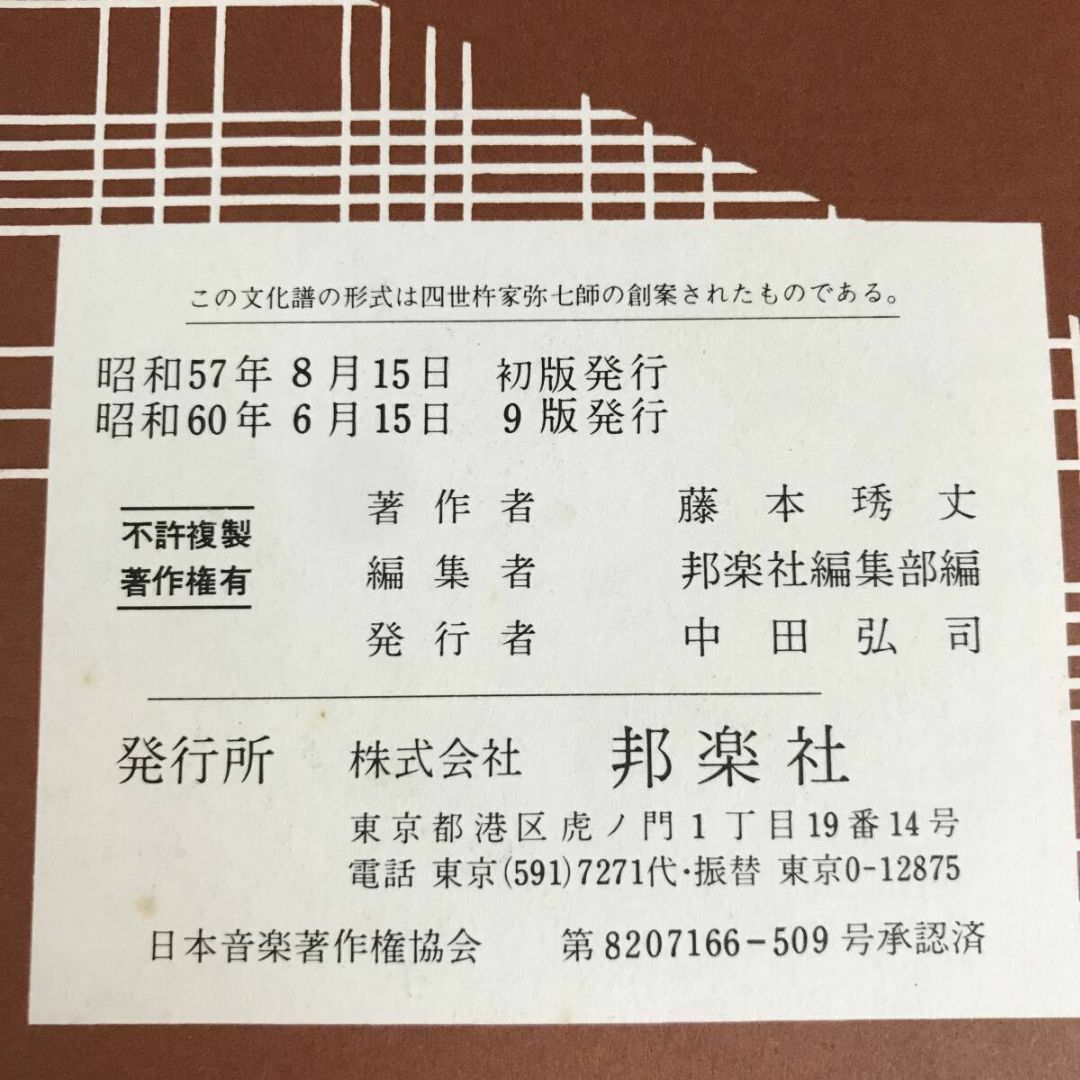 この文化譜の形式は四世杵家弥七師の創案されたものである。
昭和57年 8月15日 初版発行
昭和60年 6月15日 9版発行
不許複製
著作権有
著作者 藤本琇丈
編集者 邦楽社編集部編
発行者 中田弘司
発行所 株式会社 邦楽社
東京都港区虎ノ門1丁目19番14号
電話 東京(591)7271代・振替 東京0-12875
日本音楽著作権協会 第8207166-509号承認済